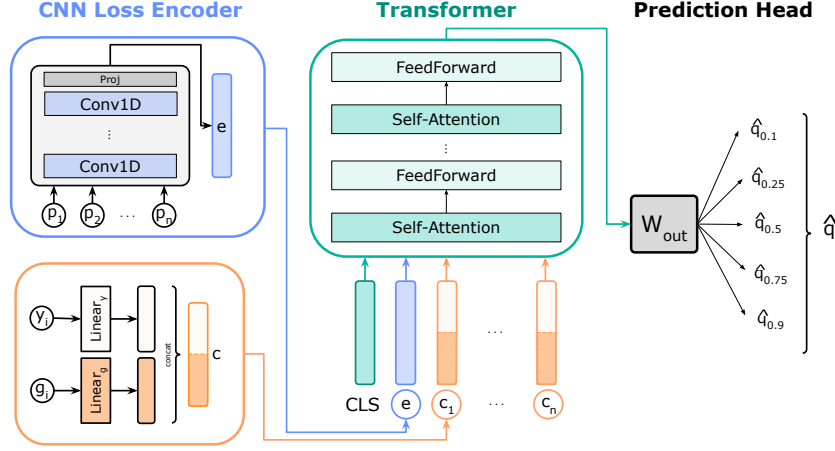 CNN Loss Encoder
Transformer
Prediction Head
Proj
Conv1D
⋮
Conv1D
e
p1 p2 ... pn
FeedForward
Self-Attention
⋮
FeedForward
Self-Attention
Wout
q̂0.1
q̂0.25
q̂0.5
q̂0.75
q̂0.9
q̂
yi
Lineary
gi
Linearg
concat
c
...
CLS
e
c1
...
cn